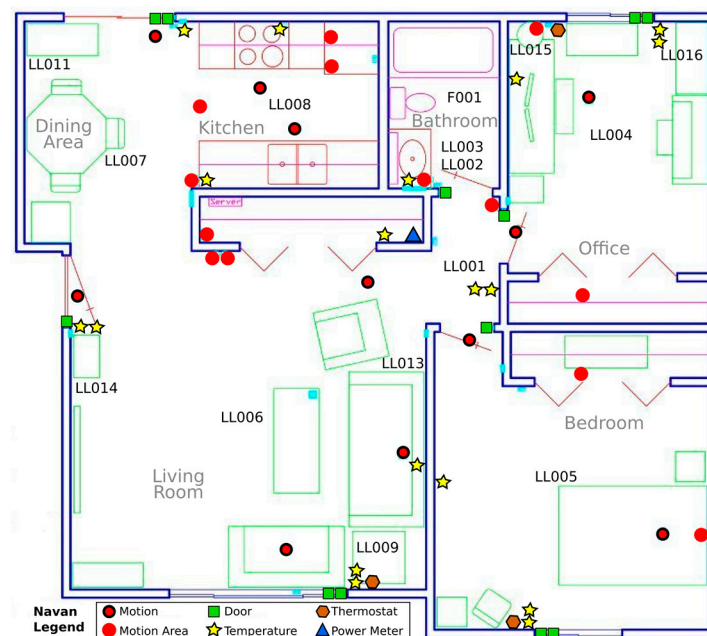 LL015
LL016
LL011
F001
LL008
Kitchen
Bathroom
Dining
Area
LL004
LL003
LL002
LL007
Server
Office
LL001
LL013
LL014
LL006
Bedroom
Living
Room
LL005
LL009
Navan
Legend
Motion
Door
Thermostat
Motion Area
Temperature
Power Meter